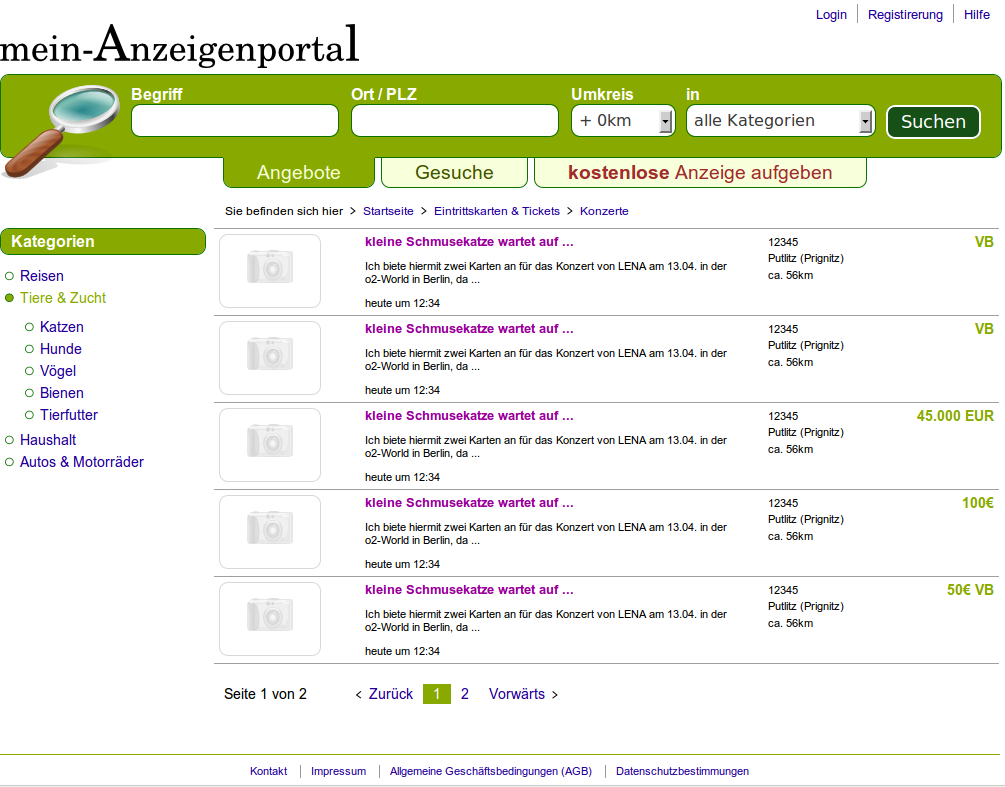 Login Registrierung Hilfe
mein-Anzeigenportal
Begriff Ort / PLZ Umkreis in
+ 0km alle Kategorien Suchen
Angebote Gesuche kostenlose Anzeige aufgeben
Sie befinden sich hier > Startseite > Eintrittskarten & Tickets > Konzerte
Kategorien
Reisen
Tiere & Zucht
Katzen
Hunde
Vögel
Bienen
Tierfutter
Haushalt
Autos & Motorräder
kleine Schmusekatze wartet auf ... 12345 VB
Putlitz (Prignitz)
Ich biete hiermit zwei Karten an für das Konzert von LENA am 13.04. in der
o2-World in Berlin, da ... ca. 56km
heute um 12:34
kleine Schmusekatze wartet auf ... 12345 VB
Putlitz (Prignitz)
Ich biete hiermit zwei Karten an für das Konzert von LENA am 13.04. in der
o2-World in Berlin, da ... ca. 56km
heute um 12:34
kleine Schmusekatze wartet auf ... 12345 45.000 EUR
Putlitz (Prignitz)
Ich biete hiermit zwei Karten an für das Konzert von LENA am 13.04. in der
o2-World in Berlin, da ... ca. 56km
heute um 12:34
kleine Schmusekatze wartet auf ... 12345 100€
Putlitz (Prignitz)
Ich biete hiermit zwei Karten an für das Konzert von LENA am 13.04. in der
o2-World in Berlin, da ... ca. 56km
heute um 12:34
kleine Schmusekatze wartet auf ... 12345 50€ VB
Putlitz (Prignitz)
Ich biete hiermit zwei Karten an für das Konzert von LENA am 13.04. in der
o2-World in Berlin, da ... ca. 56km
heute um 12:34
Seite 1 von 2 < Zurück 1 2 Vorwärts >
Kontakt Impressum Allgemeine Geschäftsbedingungen (AGB) Datenschutzbestimmungen